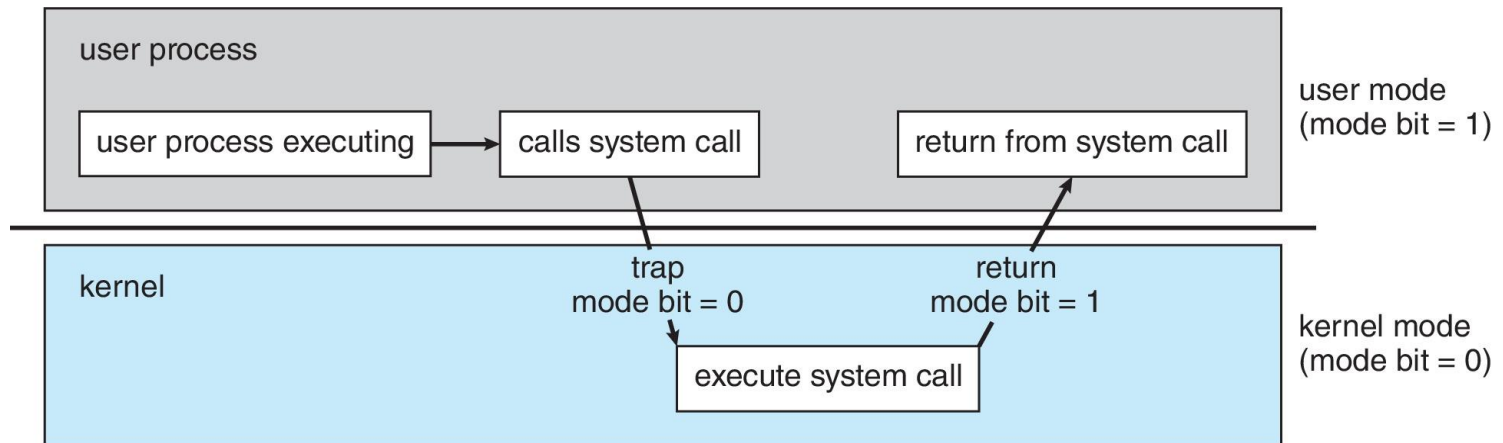 user process
user process executing
calls system call
return from system call
user mode
(mode bit = 1)
kernel
trap
mode bit = 0
return
mode bit = 1
execute system call
kernel mode
(mode bit = 0)